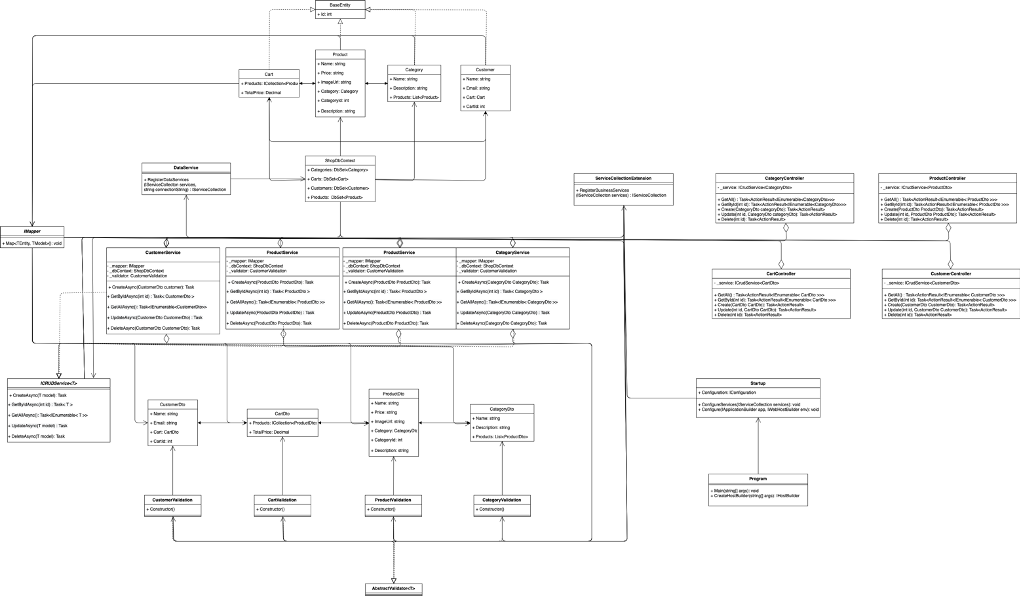 BaseEntity
+ Id: int
Product
+ Name: string
+ Price: string
+ ImageUrl: string
+ Category: Category
+ CategoryId: int
+ Description: string
Cart
+ Products: ICollection<Produ
+ TotalPrice: Decimal
Category
+ Name: string
+ Description: string
+ Products: List<Product>
Customer
+ Name: string
+ Email: string
+ Cart: Cart
+ CartId: int
DataService
+ RegisterDataServices
(IServiceCollection services,
string connectionString) : IServiceCollection
ShopDbContext
+ Categories: DbSet<Category>
+ Carts: DbSet<Cart>
+ Customers: DbSet<Customer>
+ Products: DbSet<Product>
ServiceCollectionExtension
+ RegisterBusinessServices
(IServiceCollection services) : IServiceCollection
CategoryController
- _service: ICrudService<CategoryDto>
+ GetAll() : Task<ActionResult<IEnumerable<CategoryDto>>
+ GetById(int id): Task<ActionResult<IEnumerable<CategoryDto >>>
+ Create(CategoryDto categoryDto): Task<ActionResult>
+ Update(int id, CategoryDto categoryDto): Task<ActionResult>
+ Delete(int id): Task<ActionResult>
ProductController
- _service: ICrudService<ProductDto>
+ GetAll() : Task<ActionResult<IEnumerable< ProductDto >>
+ GetById(int id): Task<ActionResult<IEnumerable< ProductDto >>>
+ Create(ProductDto ProductDto): Task<ActionResult>
+ Update(int id, ProductDto ProductDto): Task<ActionResult>
+ Delete(int id): Task<ActionResult>
IMapper
+ Map<TEntity, TModel>(): void
CustomerService
- _mapper: IMapper
- _dbContext: ShopDbContext
- _validator: CustomerValidation
+ CreateAsync(CustomerDto customer): Task
+ GetByIdAsync(int id) : Task< CustomerDto >
+ GetAllAsync(): Task<IEnumerable<CustomerDto>>
+ UpdateAsync(CustomerDto CustomerDto) : Task
+ DeleteAsync(CustomerDto CustomerDto) : Task
ProductService
- _mapper: IMapper
- _dbContext: ShopDbContext
- _validator: CustomerValidation
+ CreateAsync(ProductDto ProductDto): Task
+ GetByIdAsync(int id) : Task< ProductDto >
+ GetAllAsync(): Task<IEnumerable< ProductDto >>
+ UpdateAsync(ProductDto ProductDto) : Task
+ DeleteAsync(ProductDto ProductDto) : Task
ProductService
- _mapper: IMapper
- _dbContext: ShopDbContext
- _validator: CustomerValidation
+ CreateAsync(ProductDto ProductDto): Task
+ GetByIdAsync(int id) : Task< ProductDto >
+ GetAllAsync(): Task<IEnumerable< ProductDto >>
+ UpdateAsync(ProductDto ProductDto) : Task
+ DeleteAsync(ProductDto ProductDto) : Task
CategoryService
- _mapper: IMapper
- _dbContext: ShopDbContext
- _validator: CustomerValidation
+ CreateAsync(CategoryDto CategoryDto): Task
+ GetByIdAsync(int id) : Task< CategoryDto >
+ GetAllAsync(): Task<IEnumerable< CategoryDto >>
+ UpdateAsync(CategoryDto CategoryDto) : Task
+ DeleteAsync(CategoryDto CategoryDto) : Task
CartController
- _service: ICrudService<CartDto>
+ GetAll() : Task<ActionResult<IEnumerable< CartDto >>
+ GetById(int id): Task<ActionResult<IEnumerable< CartDto >>>
+ Create(CartDto CartDto): Task<ActionResult>
+ Update(int id, CartDto CartDto): Task<ActionResult>
+ Delete(int id): Task<ActionResult>
CustomerController
- _service: ICrudService<CustomerDto>
+ GetAll() : Task<ActionResult<IEnumerable< CustomerDto >>
+ GetById(int id): Task<ActionResult<IEnumerable< CustomerDto >>>
+ Create(CustomerDto CustomerDto): Task<ActionResult>
+ Update(int id, CustomerDto CustomerDto): Task<ActionResult>
+ Delete(int id): Task<ActionResult>
ICRUDService<T>
+ CreateAsync(T model): Task
+ GetByIdAsync(int id) : Task< T >
+ GetAllAsync(): Task<IEnumerable< T >>
+ UpdateAsync(T model) : Task
+ DeleteAsync(T model) : Task
CustomerDto
+ Name: string
+ Email: string
+ Cart: CartDto
+ CartId: int
CartDto
+ Products: ICollection<ProductDto>
+ TotalPrice: Decimal
ProductDto
+ Name: string
+ Price: string
+ ImageUrl: string
+ Category: CategoryDto
+ CategoryId: int
+ Description: string
CategoryDto
+ Name: string
+ Description: string
+ Products: List<ProductDto>
Startup
+ Configuration: IConfiguration
+ ConfigureServices(IServiceCollection services): void
+ Configure(IApplicationBuilder app, IWebHostBuilder env): void
Program
+ Main(string[] args): void
+ CreateHostBuilder(string[] args) : IHostBuilder
CustomerValidation
+ Constructor()
CartValidation
+ Constructor()
ProductValidation
+ Constructor()
CategoryValidation
+ Constructor()
AbstractValidator<T>